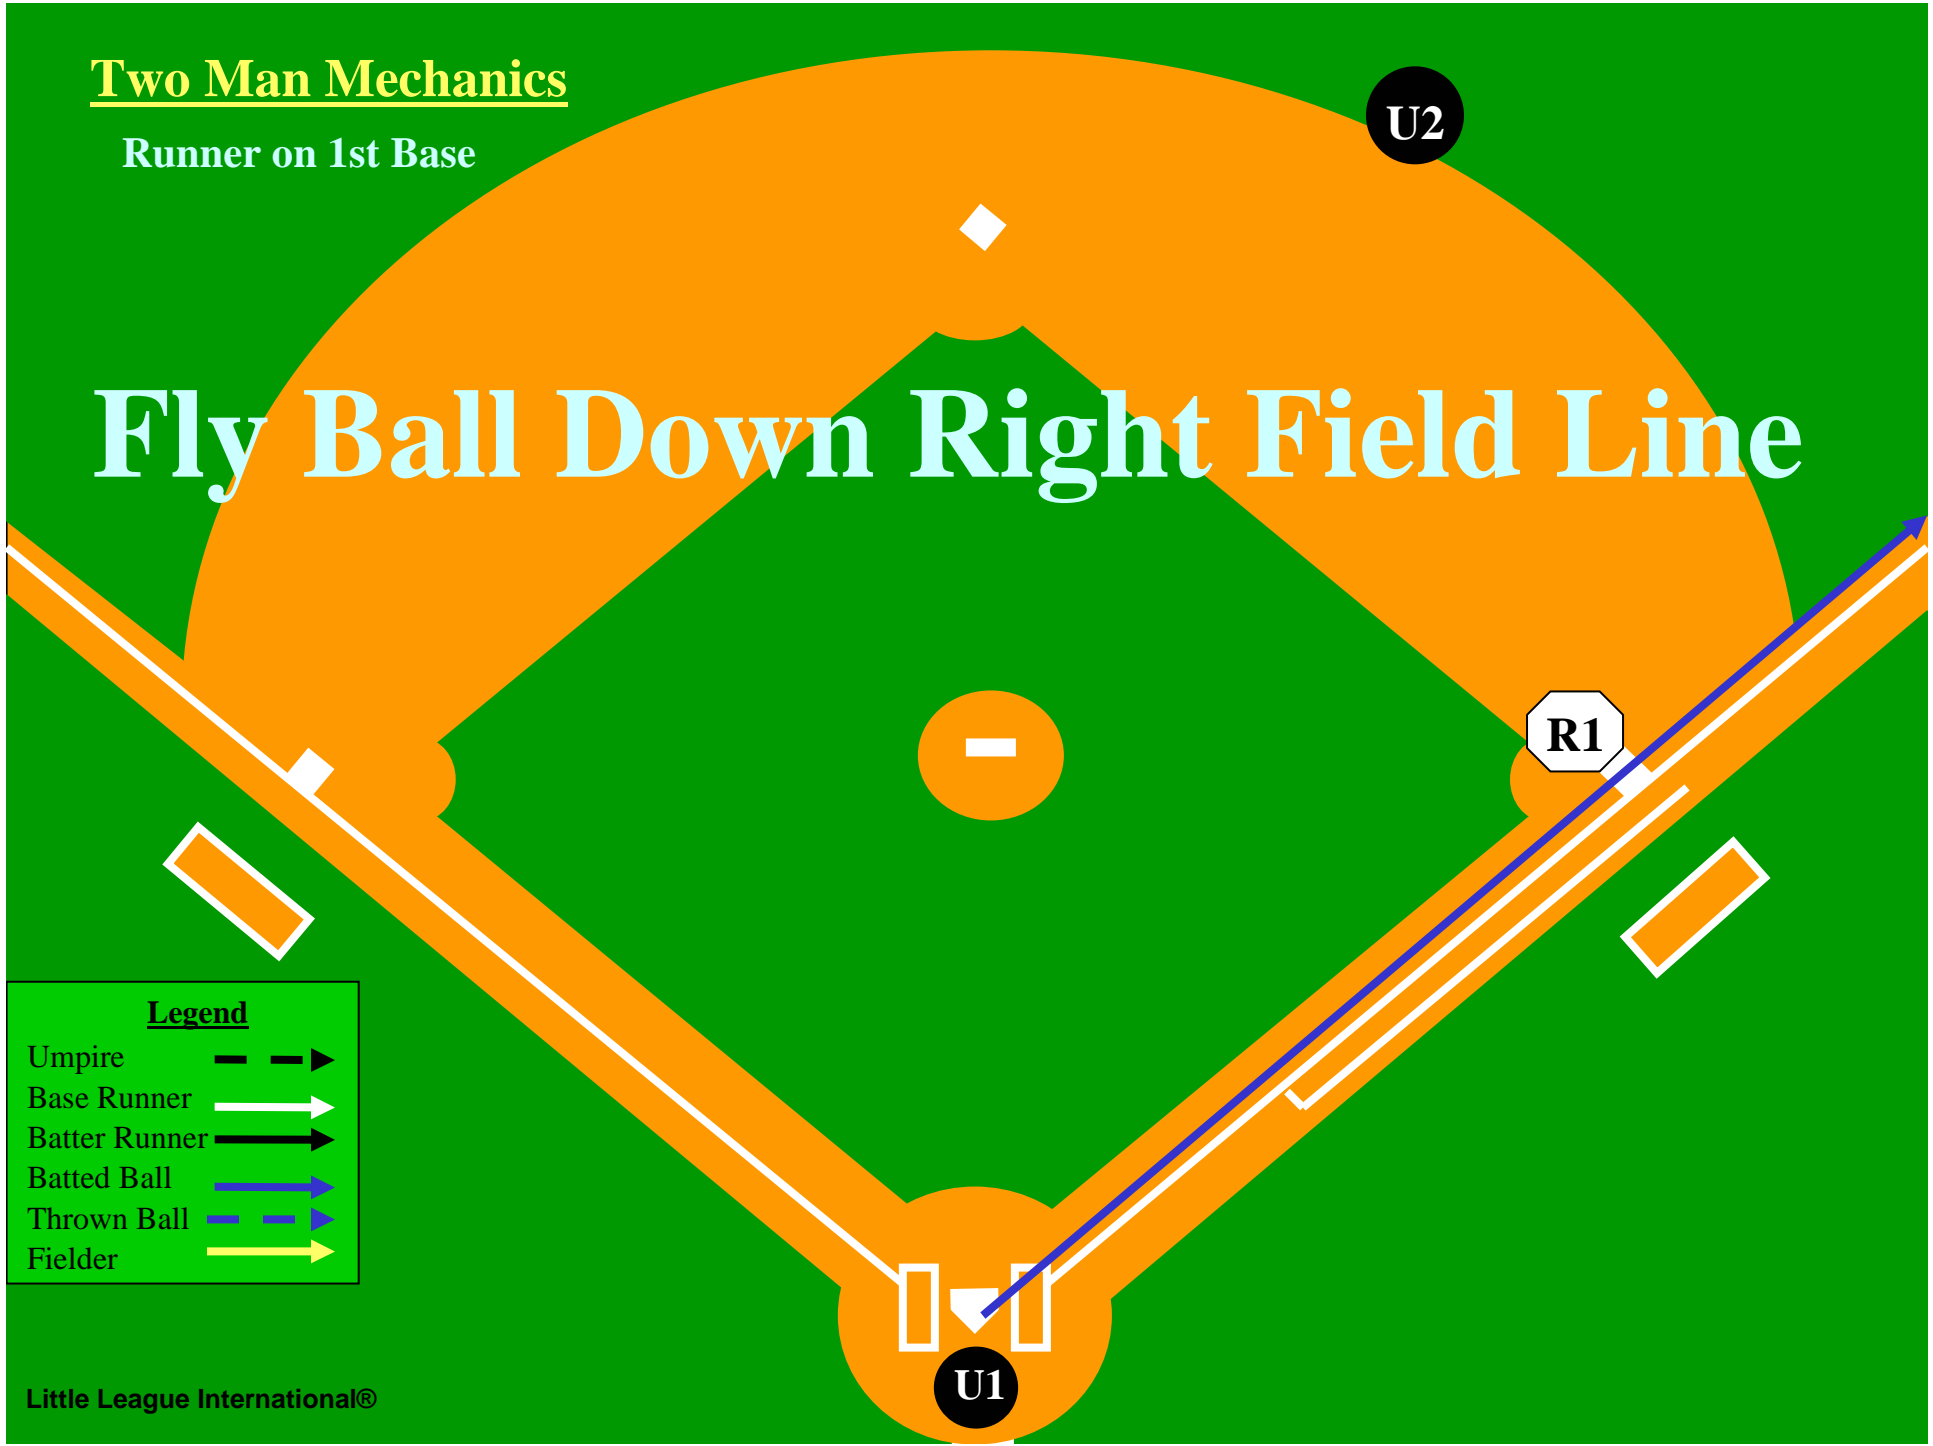 Two Man Mechanics
Runner on 1st Base
U2
Fly Ball Down Right Field Line
R1
Legend
Umpire
Base Runner
Batter Runner
Batted Ball
Thrown Ball
Fielder
U1
Little League International®